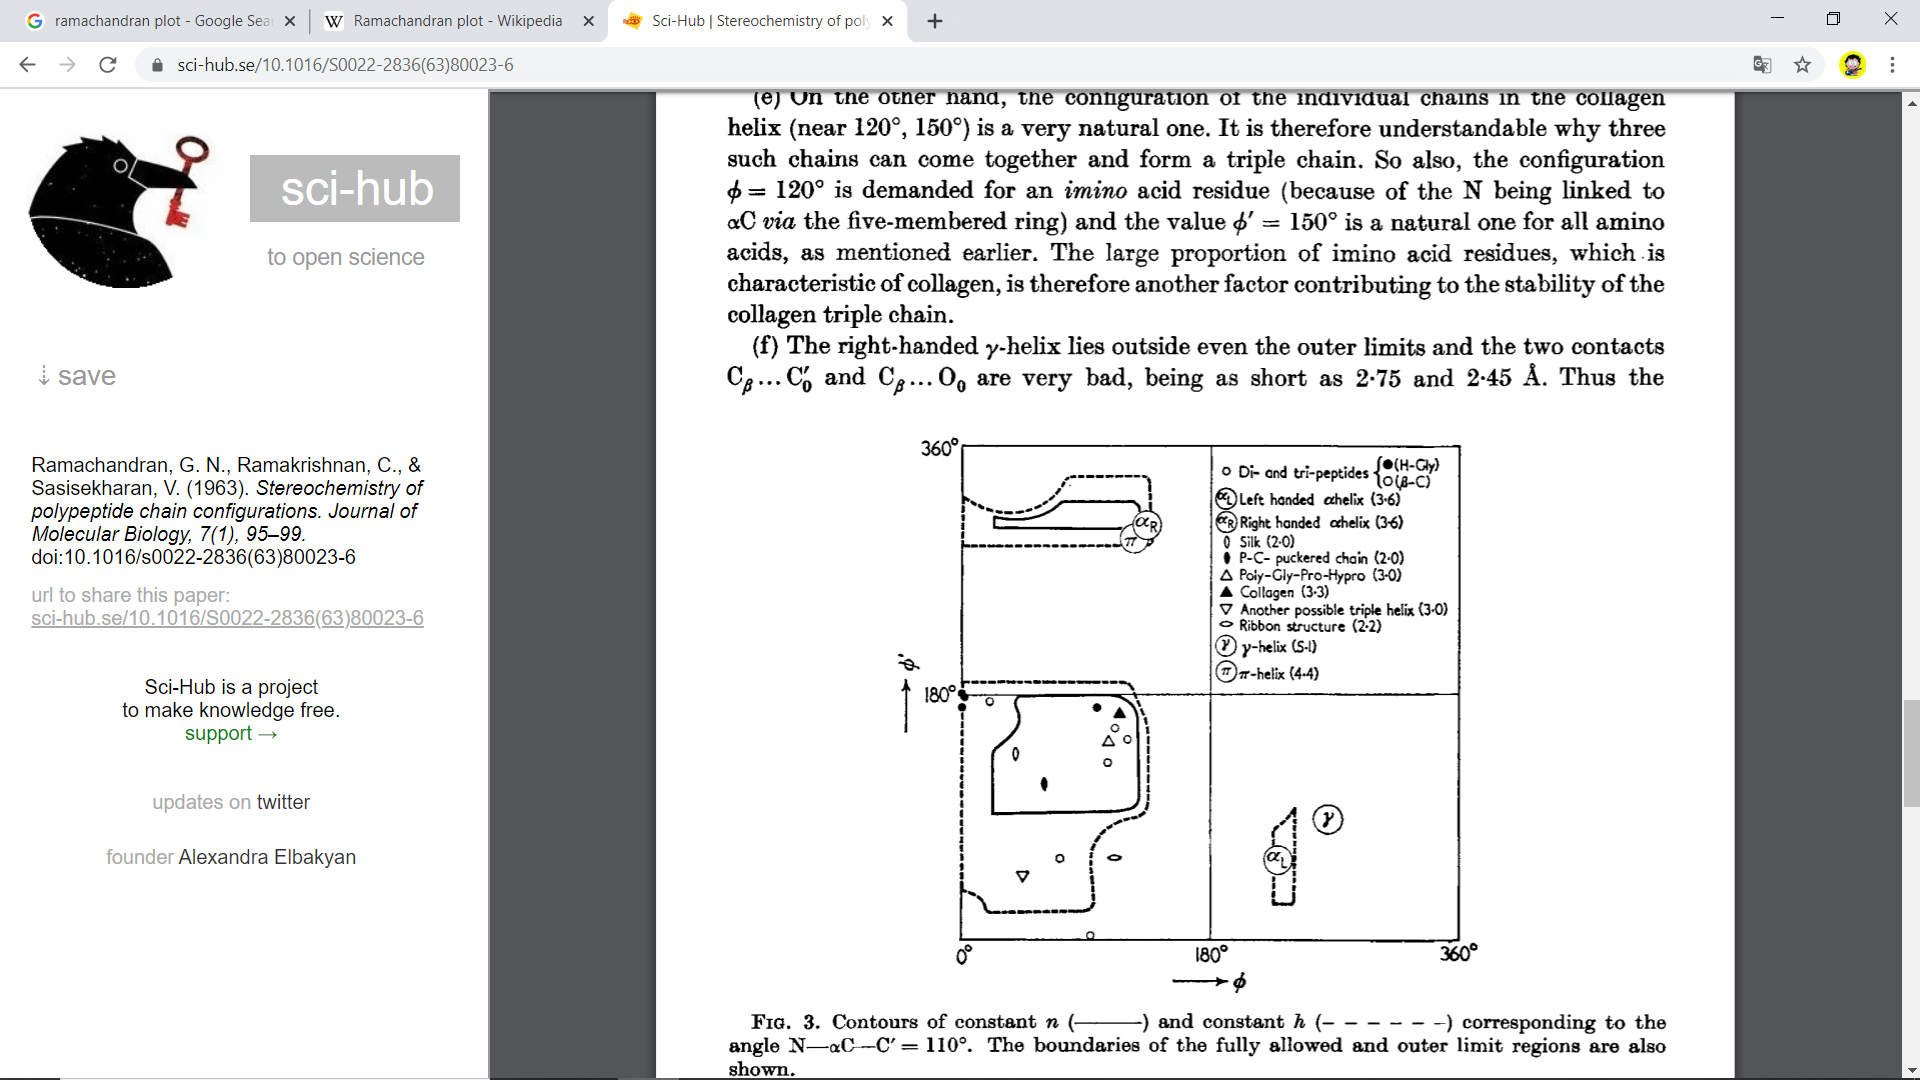 ramachandran plot - Google Sea
Ramachandran plot - Wikipedia
Sci-Hub | Stereochemistry of poly
sci-hub.se/10.1016/S0022-2836(63)80023-6
sci-hub
to open science
⇣ save
Ramachandran, G. N., Ramakrishnan, C., &
Sasisekharan, V. (1963). Stereochemistry of
polypeptide chain configurations. Journal of
Molecular Biology, 7(1), 95–99.
doi:10.1016/s0022-2836(63)80023-6
url to share this paper:
sci-hub.se/10.1016/S0022-2836(63)80023-6
Sci-Hub is a project
to make knowledge free.
support →
updates on twitter
founder Alexandra Elbakyan
(e) On the other hand, the configuration of the individual chains in the collagen
helix (near 120°, 150°) is a very natural one. It is therefore understandable why three
such chains can come together and form a triple chain. So also, the configuration
ϕ = 120° is demanded for an imino acid residue (because of the N being linked to
αC via the five-membered ring) and the value ϕ′ = 150° is a natural one for all amino
acids, as mentioned earlier. The large proportion of imino acid residues, which is
characteristic of collagen, is therefore another factor contributing to the stability of the
collagen triple chain.
(f) The right-handed γ-helix lies outside even the outer limits and the two contacts
Cβ...C′0 and Cβ...O0 are very bad, being as short as 2·75 and 2·45 Å. Thus the
360°
Di- and tri-peptides {●(H-Gly)
○(β-C)
αL Left handed αhelix (3·6)
αR Right handed αhelix (3·6)
Silk (2·0)
P-C- puckered chain (2·0)
△ Poly-Gly-Pro-Hypro (3·0)
▲ Collagen (3·3)
▽ Another possible triple helix (3·0)
Ribbon structure (2·2)
γ γ-helix (5·1)
π π-helix (4·4)
αR
π
ϕ′
180°
γ
αL
0°
180°
360°
→ ϕ
FIG. 3. Contours of constant n (———) and constant h (– – – – – –) corresponding to the
angle N—αC—C′ = 110°. The boundaries of the fully allowed and outer limit regions are also
shown.